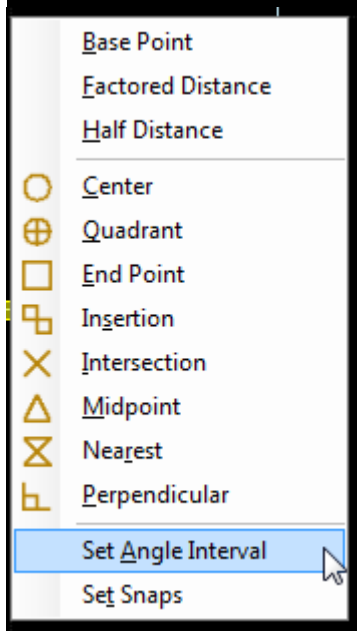 Base Point
Factored Distance
Half Distance
Center
Quadrant
End Point
Insertion
Intersection
Midpoint
Nearest
Perpendicular
Set Angle Interval
Set Snaps